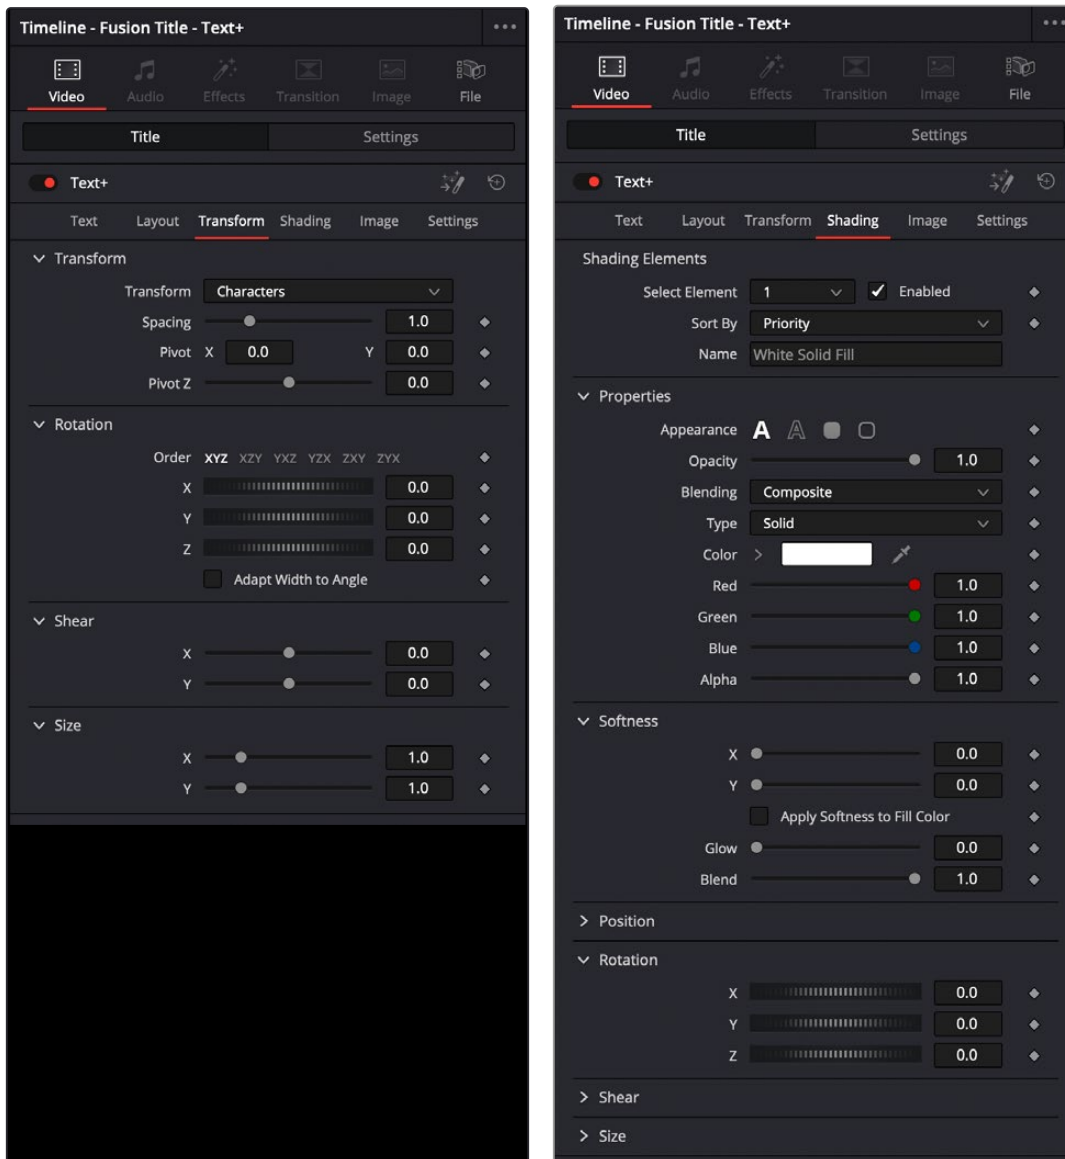 Timeline - Fusion Title - Text+
Video Audio Effects Transition Image File
Title Settings
Text+
Text Layout Transform Shading Image Settings
Transform
Transform Characters
Spacing 1.0
Pivot X 0.0 Y 0.0
Pivot Z 0.0
Rotation
Order XYZ XZY YXZ YZX ZXY ZYX
X 0.0
Y 0.0
Z 0.0
Adapt Width to Angle
Shear
X 0.0
Y 0.0
Size
X 1.0
Y 1.0
Timeline - Fusion Title - Text+
Video Audio Effects Transition Image File
Title Settings
Text+
Text Layout Transform Shading Image Settings
Shading Elements
Select Element 1 Enabled
Sort By Priority
Name White Solid Fill
Properties
Appearance A A
Opacity 1.0
Blending Composite
Type Solid
Color
Red 1.0
Green 1.0
Blue 1.0
Alpha 1.0
Softness
X 0.0
Y 0.0
Apply Softness to Fill Color
Glow 0.0
Blend 1.0
Position
Rotation
X 0.0
Y 0.0
Z 0.0
Shear
Size